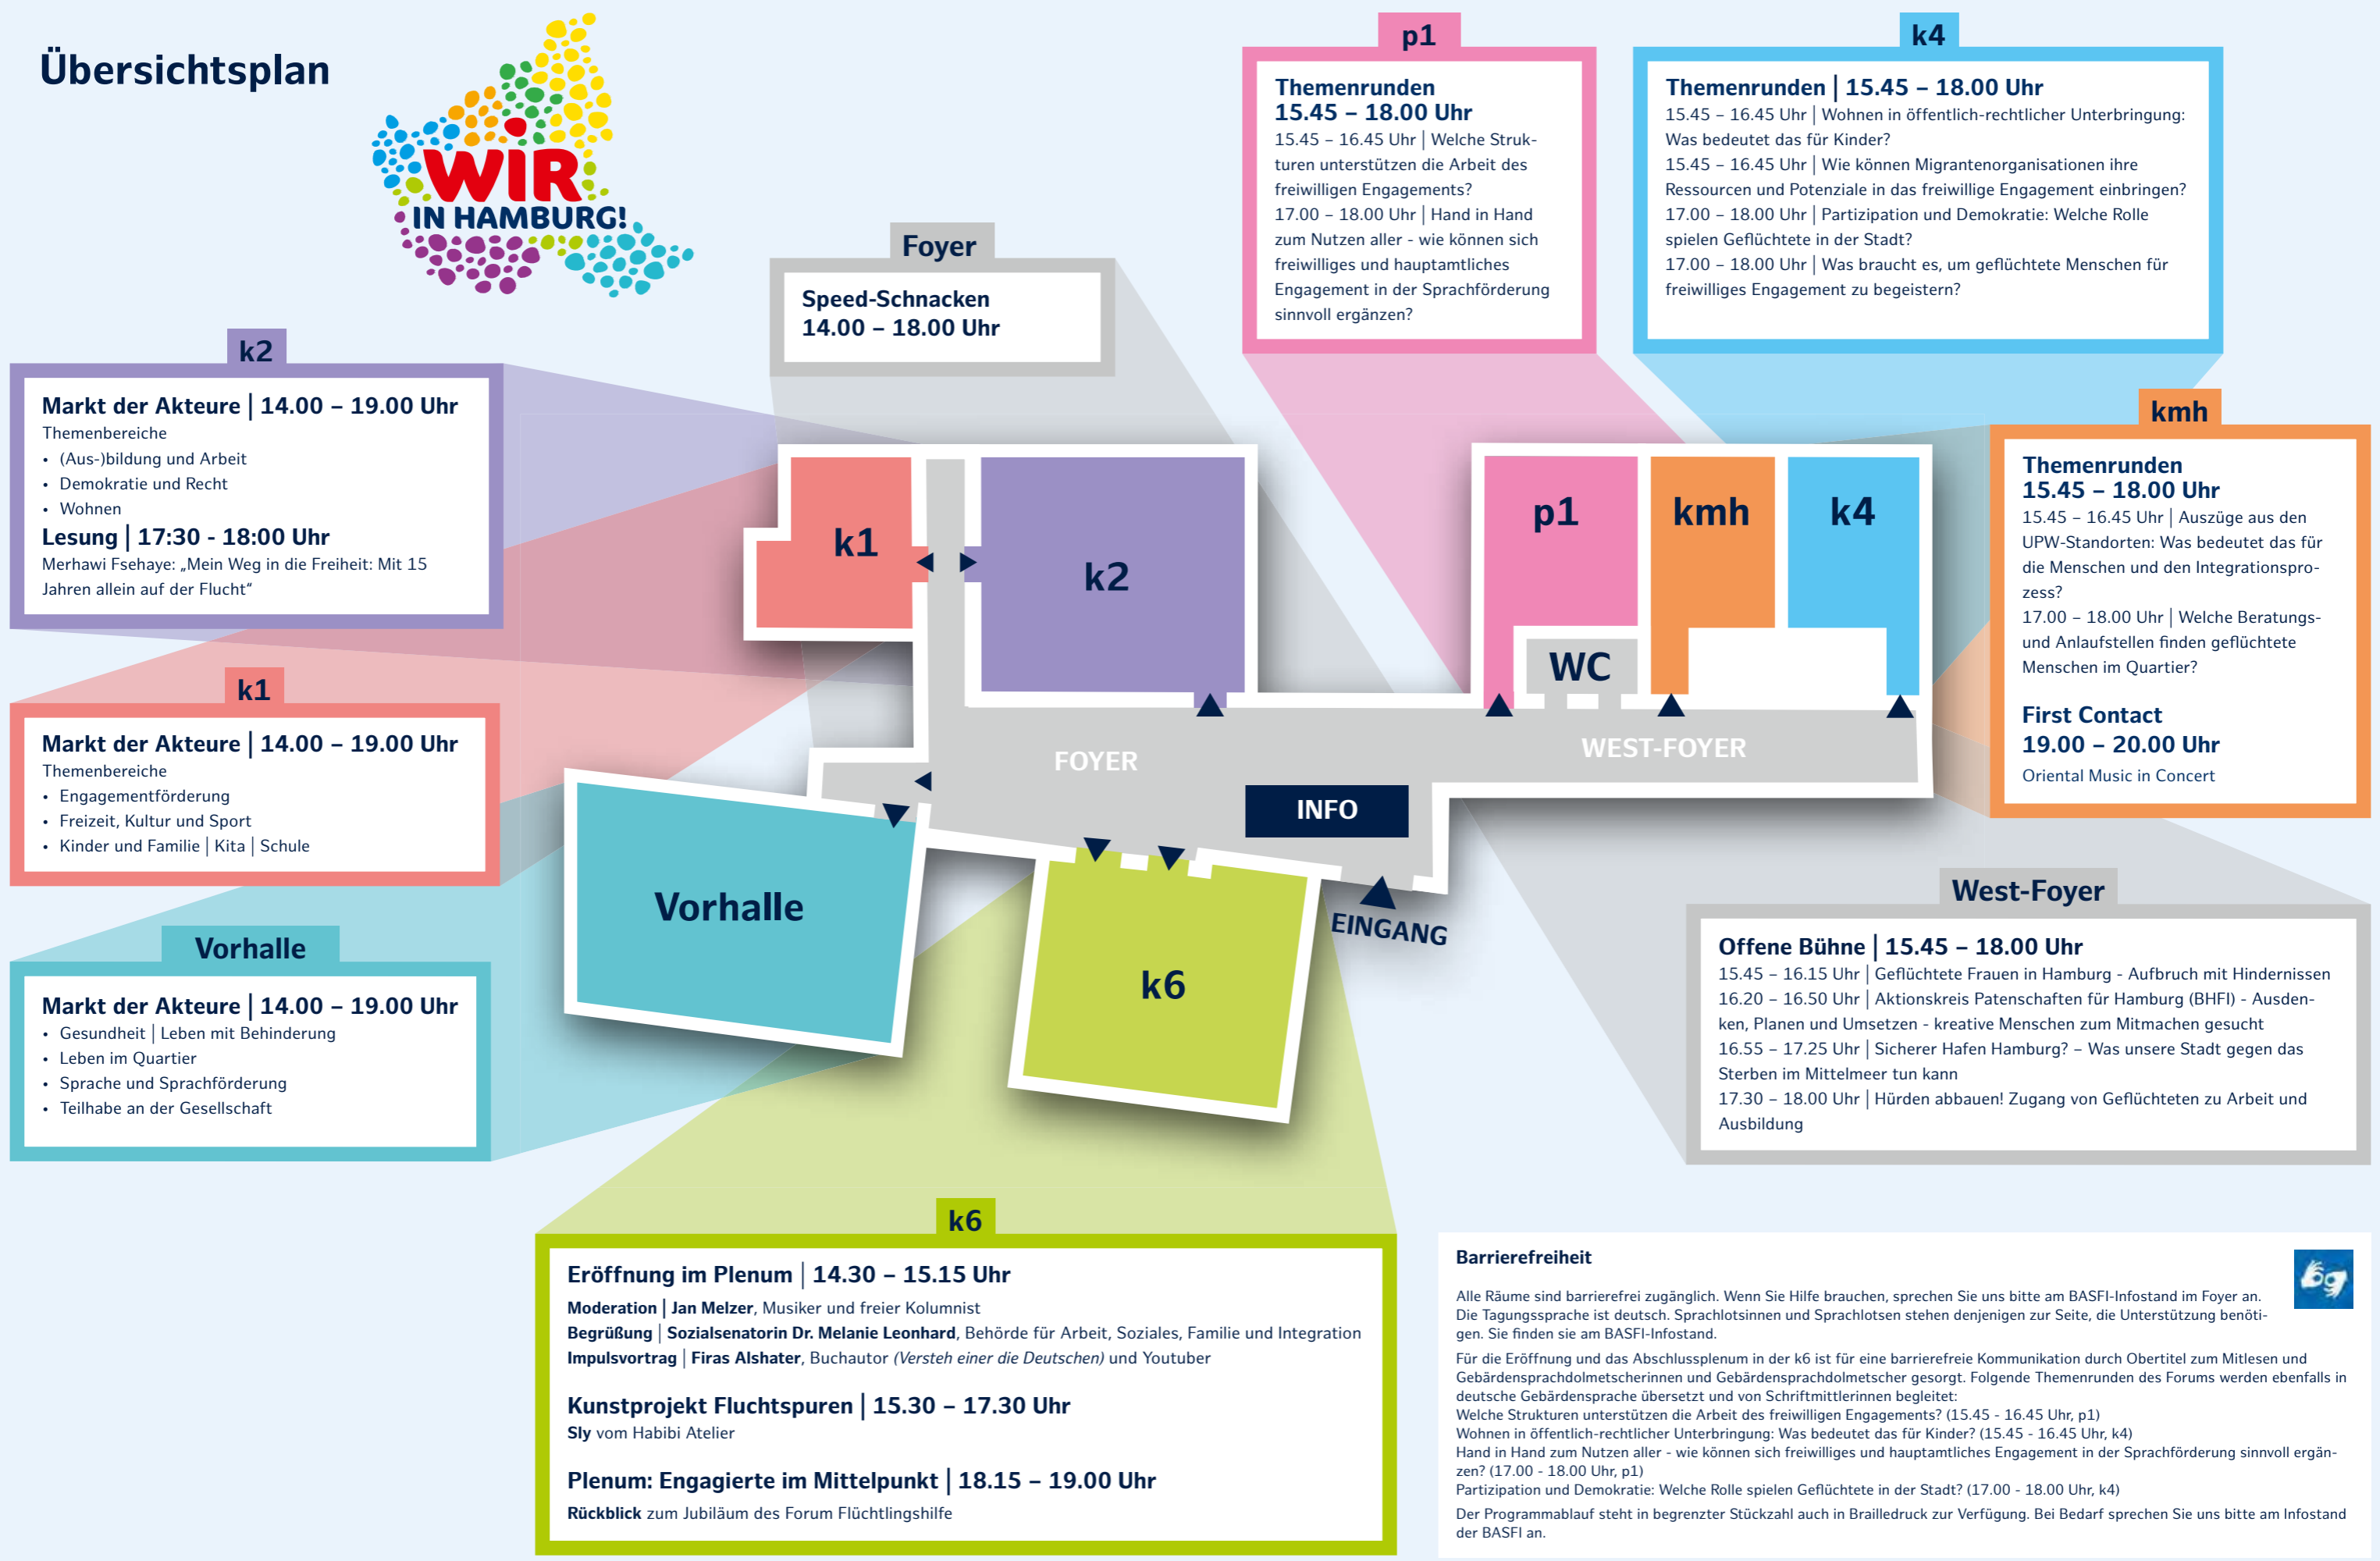 Übersichtsplan
WIR
IN HAMBURG!
p1
Themenrunden
15.45 – 18.00 Uhr
15.45 – 16.45 Uhr | Welche Struk-
turen unterstützen die Arbeit des
freiwilligen Engagements?
17.00 – 18.00 Uhr | Hand in Hand
zum Nutzen aller - wie können sich
freiwilliges und hauptamtliches
Engagement in der Sprachförderung
sinnvoll ergänzen?
k4
Themenrunden | 15.45 – 18.00 Uhr
15.45 – 16.45 Uhr | Wohnen in öffentlich-rechtlicher Unterbringung:
Was bedeutet das für Kinder?
15.45 – 16.45 Uhr | Wie können Migrantenorganisationen ihre
Ressourcen und Potenziale in das freiwillige Engagement einbringen?
17.00 – 18.00 Uhr | Partizipation und Demokratie: Welche Rolle
spielen Geflüchtete in der Stadt?
17.00 – 18.00 Uhr | Was braucht es, um geflüchtete Menschen für
freiwilliges Engagement zu begeistern?
Foyer
Speed-Schnacken
14.00 – 18.00 Uhr
k2
Markt der Akteure | 14.00 – 19.00 Uhr
Themenbereiche
• (Aus-)bildung und Arbeit
• Demokratie und Recht
• Wohnen
Lesung | 17:30 - 18:00 Uhr
Merhawi Fsehaye: „Mein Weg in die Freiheit: Mit 15
Jahren allein auf der Flucht“
kmh
Themenrunden
15.45 – 18.00 Uhr
15.45 – 16.45 Uhr | Auszüge aus den
UPW-Standorten: Was bedeutet das für
die Menschen und den Integrationspro-
zess?
17.00 – 18.00 Uhr | Welche Beratungs-
und Anlaufstellen finden geflüchtete
Menschen im Quartier?
First Contact
19.00 – 20.00 Uhr
Oriental Music in Concert
k1
k2
p1
kmh
k4
WC
FOYER
WEST-FOYER
INFO
EINGANG
Vorhalle
k6
k1
Markt der Akteure | 14.00 – 19.00 Uhr
Themenbereiche
• Engagementförderung
• Freizeit, Kultur und Sport
• Kinder und Familie | Kita | Schule
Vorhalle
Markt der Akteure | 14.00 – 19.00 Uhr
• Gesundheit | Leben mit Behinderung
• Leben im Quartier
• Sprache und Sprachförderung
• Teilhabe an der Gesellschaft
West-Foyer
Offene Bühne | 15.45 – 18.00 Uhr
15.45 – 16.15 Uhr | Geflüchtete Frauen in Hamburg - Aufbruch mit Hindernissen
16.20 – 16.50 Uhr | Aktionskreis Patenschaften für Hamburg (BHFI) - Ausden-
ken, Planen und Umsetzen - kreative Menschen zum Mitmachen gesucht
16.55 – 17.25 Uhr | Sicherer Hafen Hamburg? – Was unsere Stadt gegen das
Sterben im Mittelmeer tun kann
17.30 – 18.00 Uhr | Hürden abbauen! Zugang von Geflüchteten zu Arbeit und
Ausbildung
k6
Eröffnung im Plenum | 14.30 – 15.15 Uhr
Moderation | Jan Melzer, Musiker und freier Kolumnist
Begrüßung | Sozialsenatorin Dr. Melanie Leonhard, Behörde für Arbeit, Soziales, Familie und Integration
Impulsvortrag | Firas Alshater, Buchautor (Versteh einer die Deutschen) und Youtuber
Kunstprojekt Fluchtspuren | 15.30 – 17.30 Uhr
Sly vom Habibi Atelier
Plenum: Engagierte im Mittelpunkt | 18.15 – 19.00 Uhr
Rückblick zum Jubiläum des Forum Flüchtlingshilfe
Barrierefreiheit
Alle Räume sind barrierefrei zugänglich. Wenn Sie Hilfe brauchen, sprechen Sie uns bitte am BASFI-Infostand im Foyer an.
Die Tagungssprache ist deutsch. Sprachlotsinnen und Sprachlotsen stehen denjenigen zur Seite, die Unterstützung benöti-
gen. Sie finden sie am BASFI-Infostand.
Für die Eröffnung und das Abschlussplenum in der k6 ist für eine barrierefreie Kommunikation durch Obertitel zum Mitlesen und
Gebärdensprachdolmetscherinnen und Gebärdensprachdolmetscher gesorgt. Folgende Themenrunden des Forums werden ebenfalls in
deutsche Gebärdensprache übersetzt und von Schriftmittlerinnen begleitet:
Welche Strukturen unterstützen die Arbeit des freiwilligen Engagements? (15.45 - 16.45 Uhr, p1)
Wohnen in öffentlich-rechtlicher Unterbringung: Was bedeutet das für Kinder? (15.45 - 16.45 Uhr, k4)
Hand in Hand zum Nutzen aller - wie können sich freiwilliges und hauptamtliches Engagement in der Sprachförderung sinnvoll ergän-
zen? (17.00 - 18.00 Uhr, p1)
Partizipation und Demokratie: Welche Rolle spielen Geflüchtete in der Stadt? (17.00 - 18.00 Uhr, k4)
Der Programmablauf steht in begrenzter Stückzahl auch in Brailledruck zur Verfügung. Bei Bedarf sprechen Sie uns bitte am Infostand
der BASFI an.